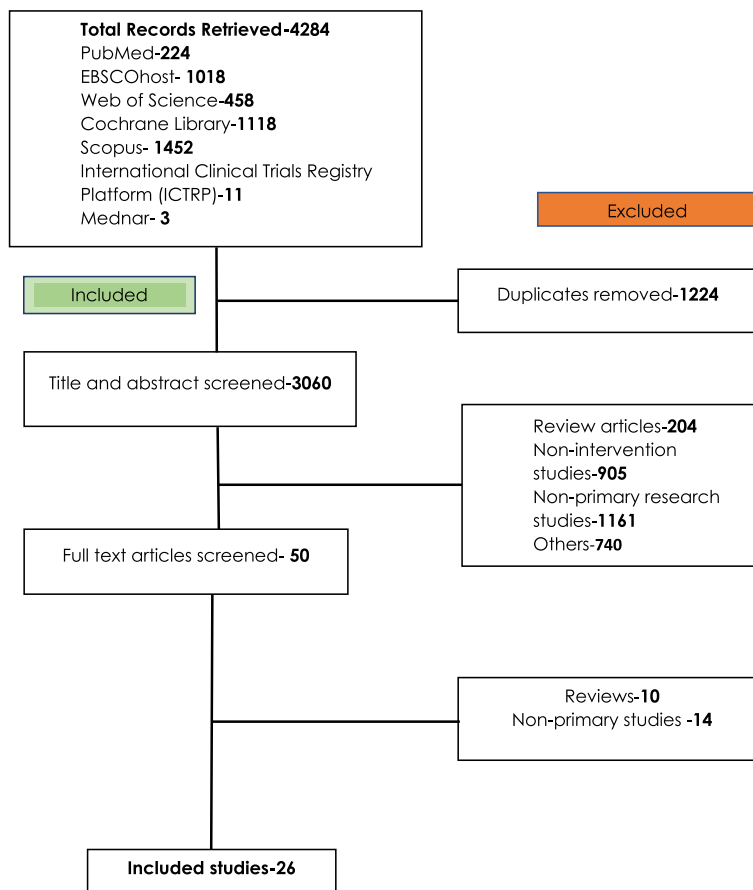 Total Records Retrieved-4284
PubMed-224
EBSCOhost- 1018
Web of Science-458
Cochrane Library-1118
Scopus- 1452
International Clinical Trials Registry
Platform (ICTRP)-11
Mednar- 3
Excluded
Included
Duplicates removed-1224
Title and abstract screened-3060
Review articles-204
Non-intervention
studies-905
Non-primary research
studies-1161
Others-740
Full text articles screened- 50
Reviews-10
Non-primary studies -14
Included studies-26